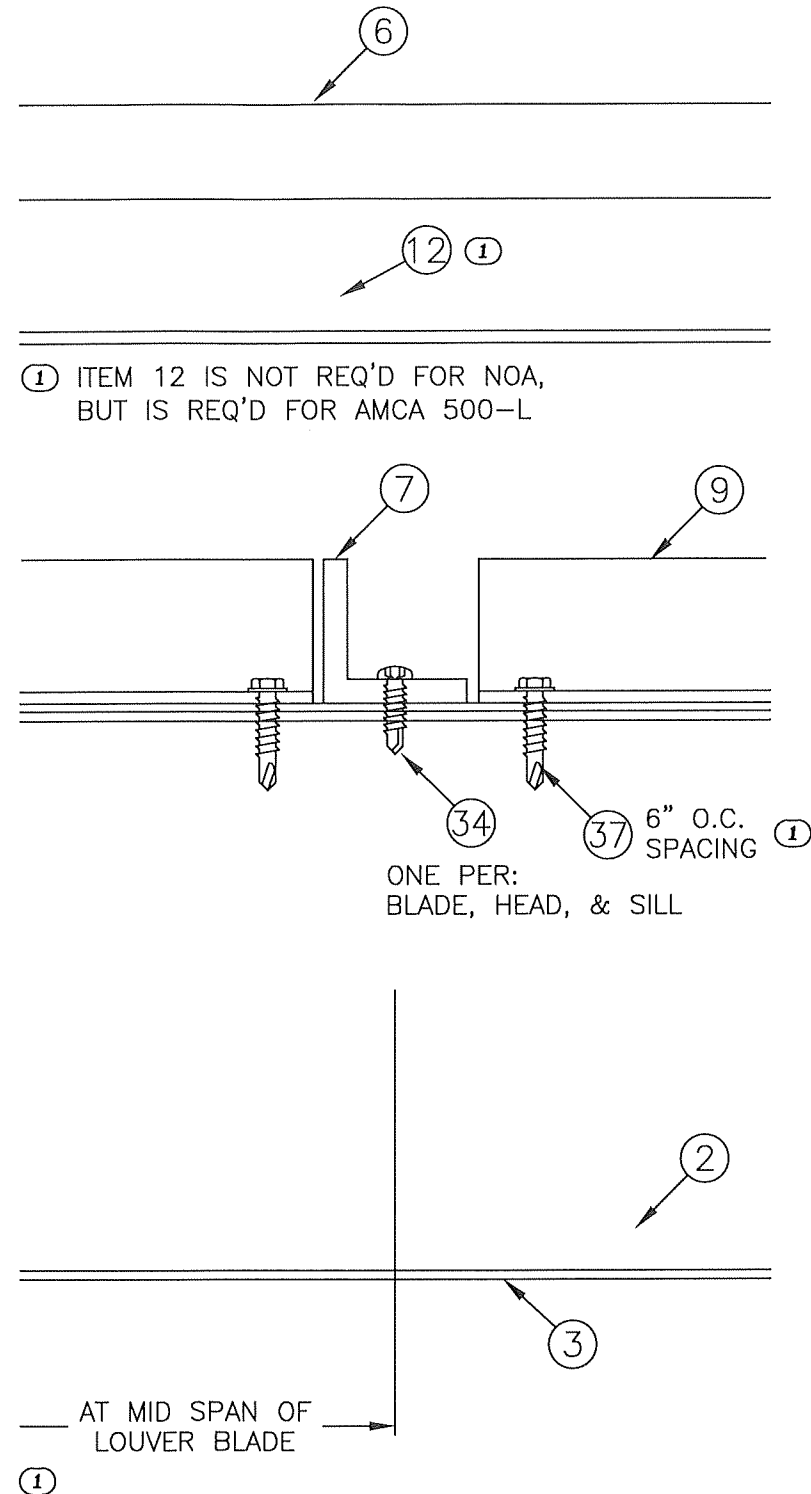 6
12 1
1 ITEM 12 IS NOT REQ'D FOR NOA,
BUT IS REQ'D FOR AMCA 500-L
7
9
34
37 6" O.C.
SPACING 1
ONE PER:
BLADE, HEAD, & SILL
2
3
AT MID SPAN OF
LOUVER BLADE
1